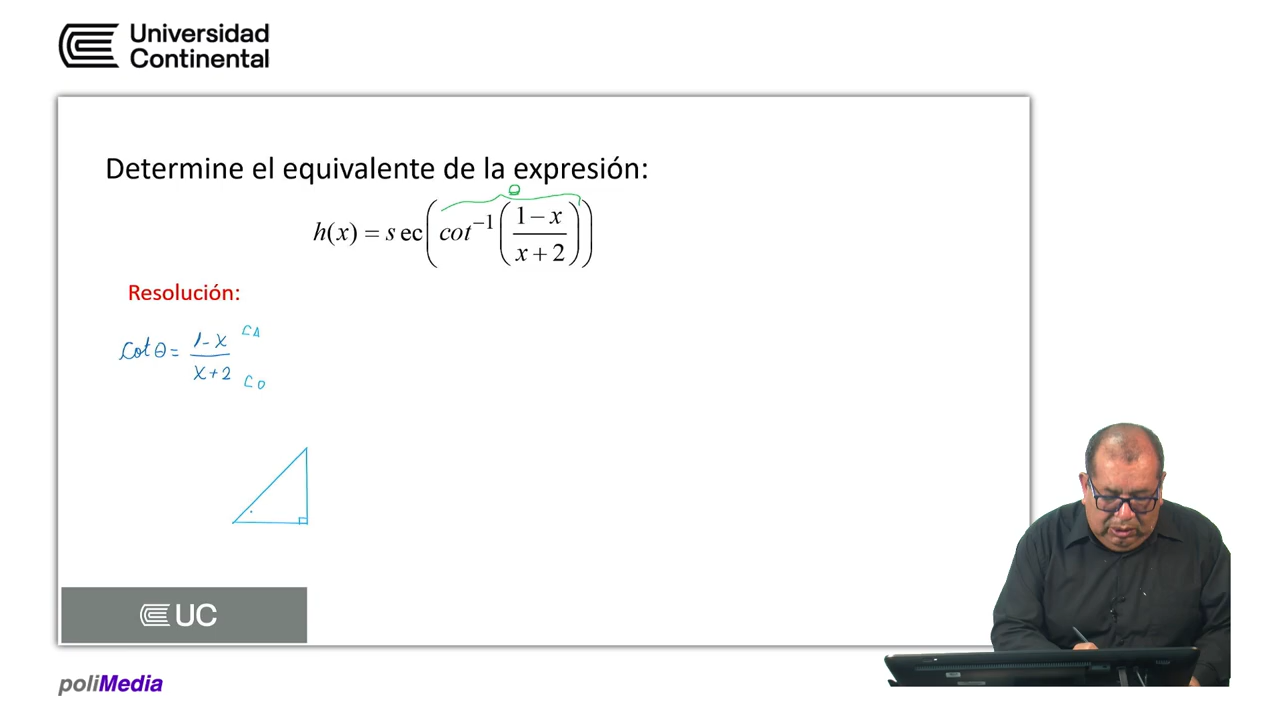 Universidad
Continental
Determine el equivalente de la expresión:
θ
h(x) = sec(cot⁻¹((1 − x)/(x + 2)))
Resolución:
Cotθ = (1 - x)/(x + 2) CA
CO
UC
poliMedia